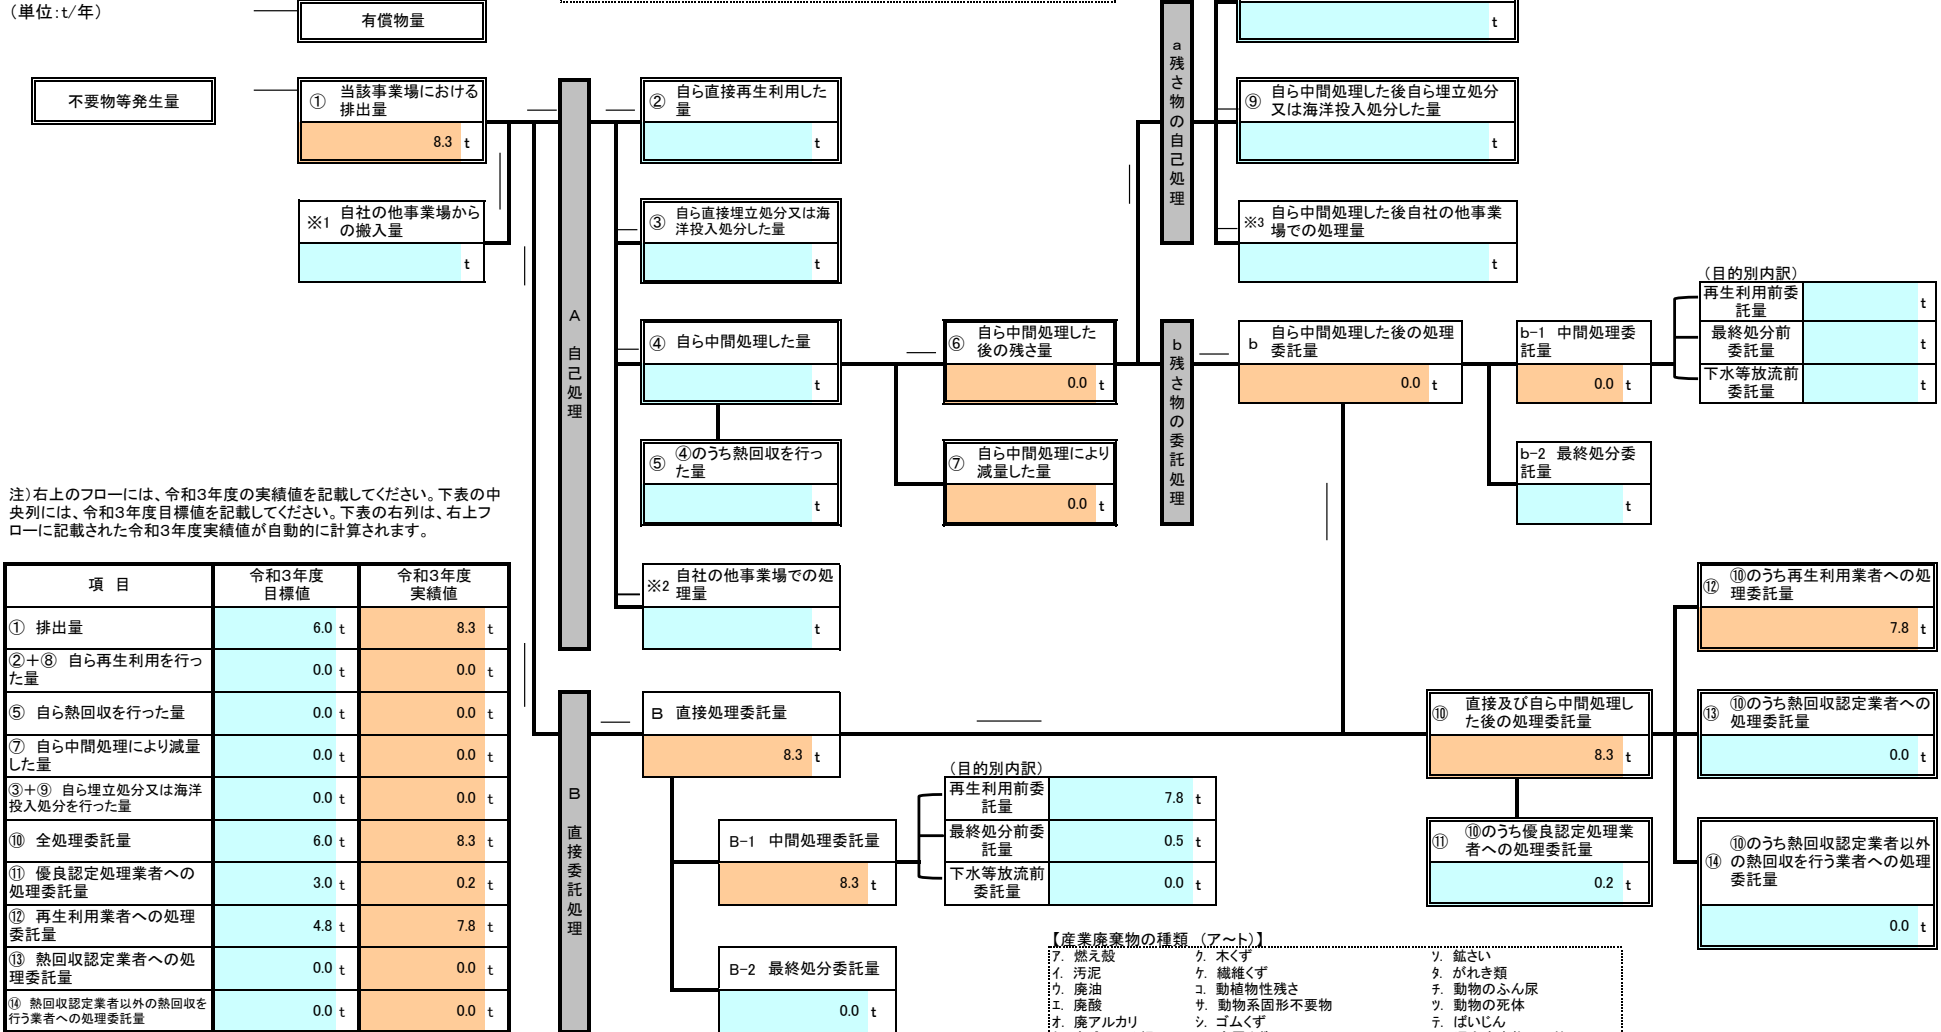 （単位：t/年）
有償物量
t
不要物等発生量
① 当該事業場における
排出量
8.3 t
※1 自社の他事業場から
の搬入量
t
A 自己処理
② 自ら直接再生利用した
量
t
③ 自ら直接埋立処分又は海
洋投入処分した量
t
④ 自ら中間処理した量
t
⑤ ④のうち熱回収を行っ
た量
t
※2 自社の他事業場での処
理量
t
⑥ 自ら中間処理した
後の残さ量
0.0 t
⑦ 自ら中間処理により
減量した量
0.0 t
a 残さ物の自己処理
⑨ 自ら中間処理した後自ら埋立処分
又は海洋投入処分した量
t
※3 自ら中間処理した後自社の他事業
場での処理量
t
b 残さ物の委託処理
b 自ら中間処理した後の処理
委託量
0.0 t
b-1 中間処理委
託量
0.0 t
b-2 最終処分委
託量
t
（目的別内訳）
再生利用前委
託量
t
最終処分前
委託量
t
下水等放流前
委託量
t
注）右上のフローには、令和３年度の実績値を記載してください。下表の中
央列には、令和３年度目標値を記載してください。下表の右列は、右上フ
ローに記載された令和３年度実績値が自動的に計算されます。
項 目 令和３年度 目標値 令和３年度 実績値
① 排出量 6.0 t 8.3 t
②＋⑧ 自ら再生利用を行っ
た量 0.0 t 0.0 t
⑤ 自ら熱回収を行った量 0.0 t 0.0 t
⑦ 自ら中間処理により減量
した量 0.0 t 0.0 t
③＋⑨ 自ら埋立処分又は海洋
投入処分を行った量 0.0 t 0.0 t
⑩ 全処理委託量 6.0 t 8.3 t
⑪ 優良認定処理業者への
処理委託量 3.0 t 0.2 t
⑫ 再生利用業者への処理
委託量 4.8 t 7.8 t
⑬ 熱回収認定業者への処
理委託量 0.0 t 0.0 t
⑭ 熱回収認定業者以外の熱回収を
行う業者への処理委託量 0.0 t 0.0 t
B 直接委託処理
B 直接処理委託量
8.3 t
B-1 中間処理委託量
8.3 t
B-2 最終処分委託量
0.0 t
（目的別内訳）
再生利用前委
託量
7.8 t
最終処分前委
託量
0.5 t
下水等放流前
委託量
0.0 t
⑩ 直接及び自ら中間処理し
た後の処理委託量
8.3 t
⑪ ⑩のうち優良認定処理業
者への処理委託量
0.2 t
⑫ ⑩のうち再生利用業者への処
理委託量
7.8 t
⑬ ⑩のうち熱回収認定業者への
処理委託量
0.0 t
⑭ ⑩のうち熱回収認定業者以外
の熱回収を行う業者への処理
委託量
0.0 t
【産業廃棄物の種類 （ア～ト）】
ア. 燃え殻 ク. 木くず ソ. 鉱さい
イ. 汚泥 ケ. 繊維くず タ. がれき類
ウ. 廃油 コ. 動植物性残さ チ. 動物のふん尿
エ. 廃酸 サ. 動物系固形不要物 ツ. 動物の死体
オ. 廃アルカリ シ. ゴムくず テ. ばいじん